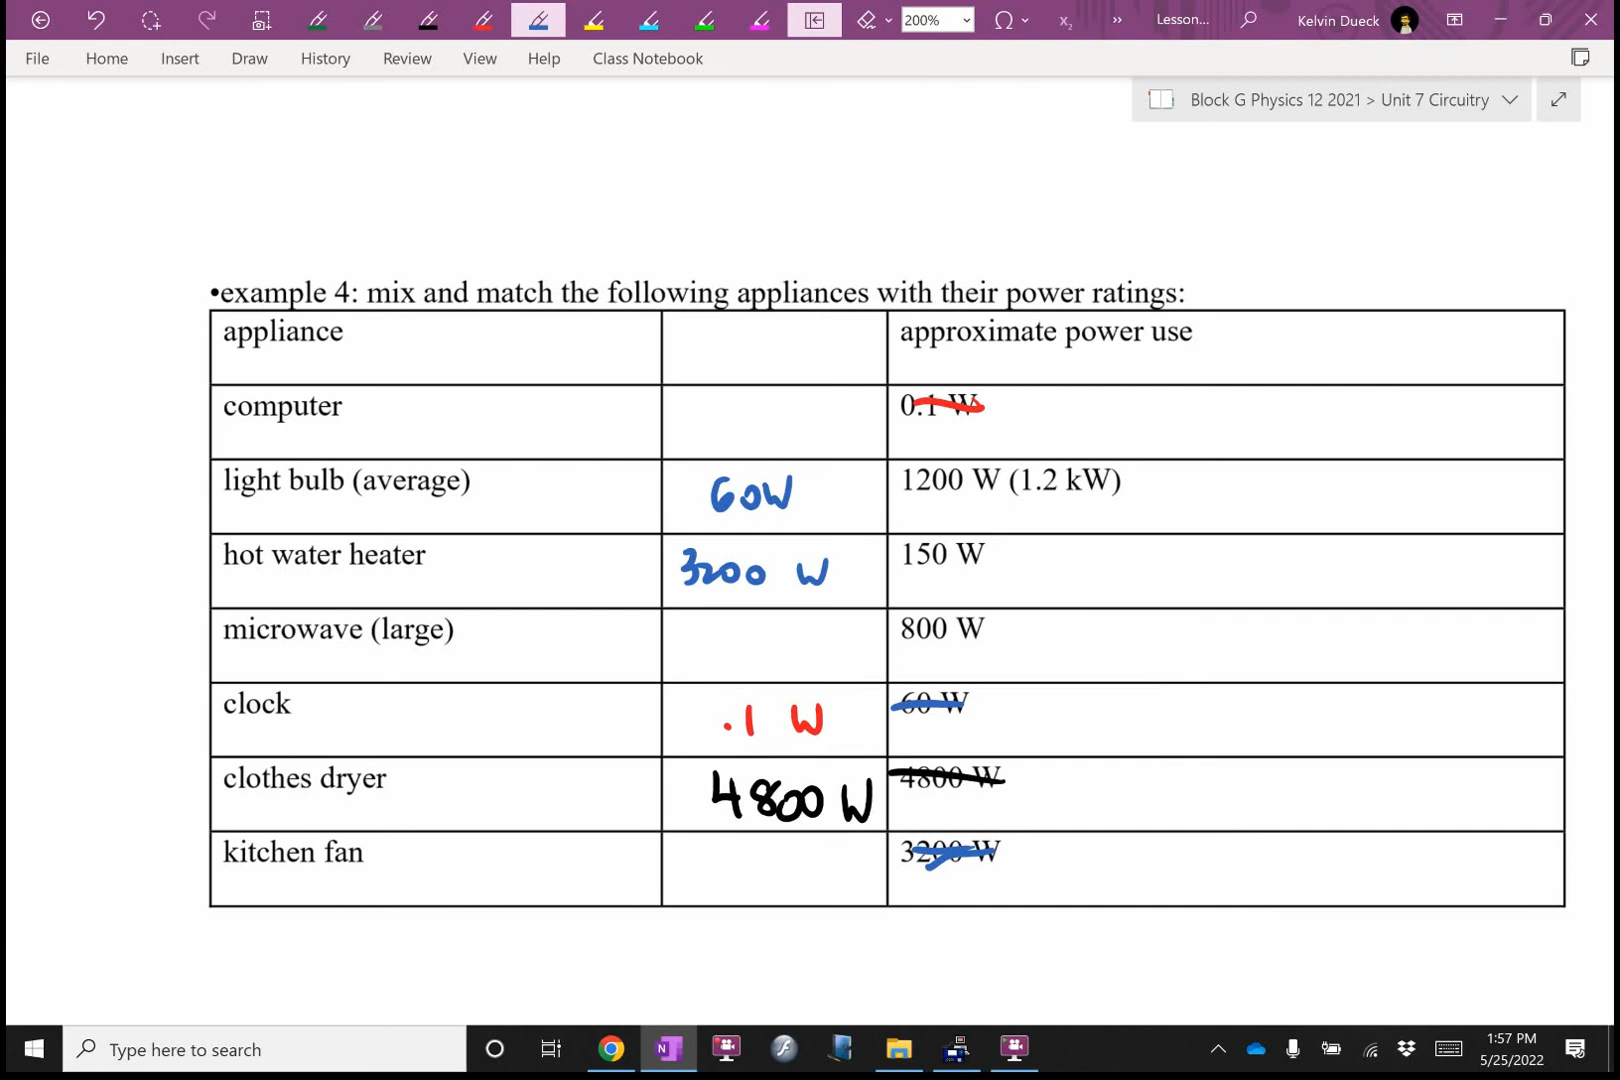 200%
Ω
x₂
»
Lesson...
Kelvin Dueck
File Home Insert Draw History Review View Help Class Notebook
Block G Physics 12 2021 > Unit 7 Circuitry
•example 4: mix and match the following appliances with their power ratings:
appliance approximate power use
computer 0.1 W
light bulb (average) 60W 1200 W (1.2 kW)
hot water heater 3200 W 150 W
microwave (large) 800 W
clock .1 W 60 W
clothes dryer 4800 W 4800 W
kitchen fan 3200 W
Type here to search
N
1:57 PM
5/25/2022